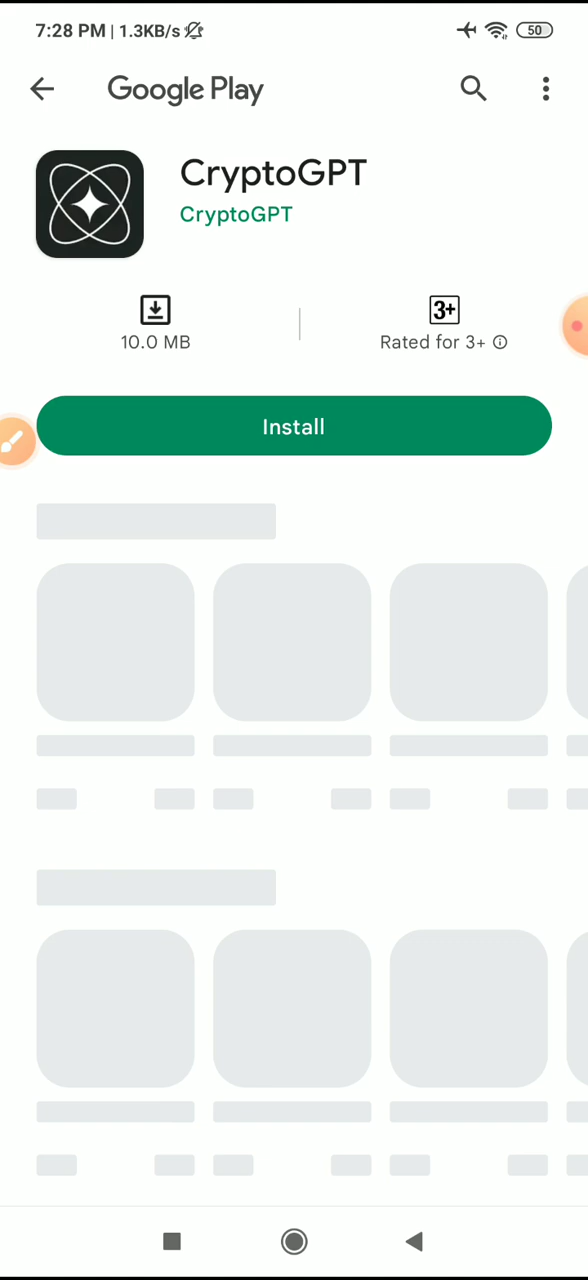 7:28 PM | 1.3KB/s
50
Google Play
CryptoGPT
CryptoGPT
3+
10.0 MB
Rated for 3+
Install